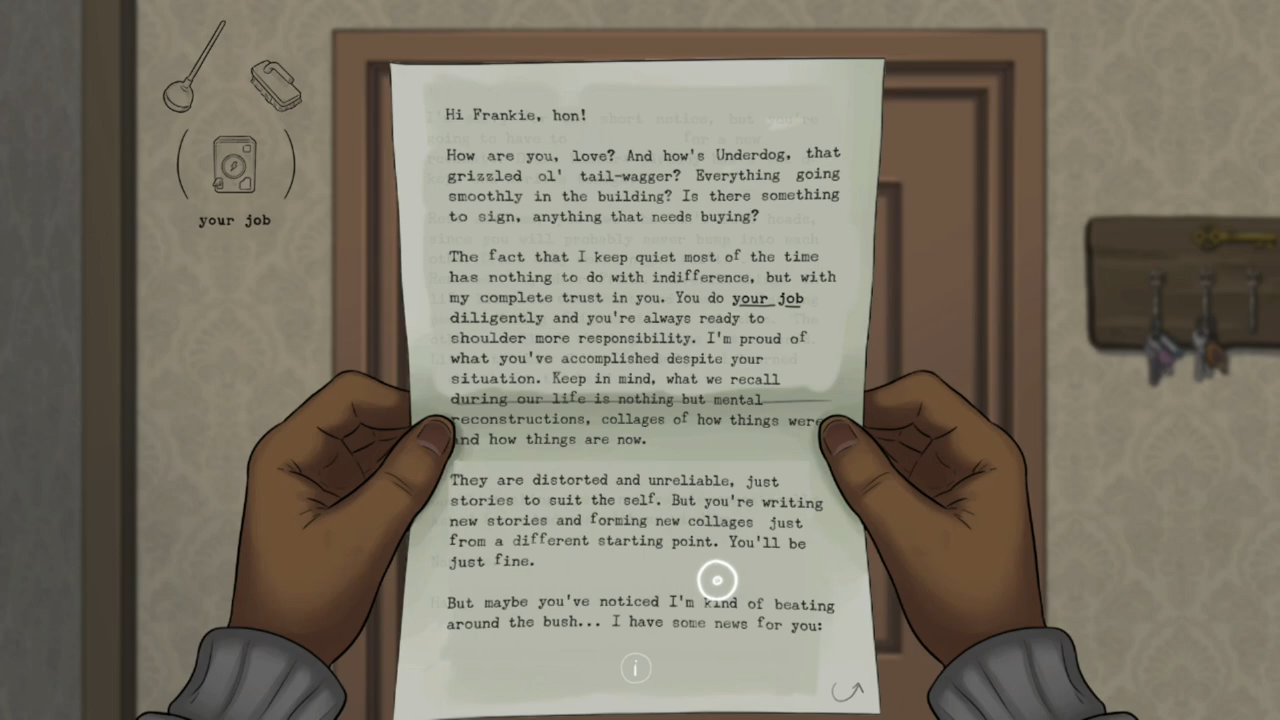 your job
Hi Frankie, hon!
How are you, love? And how's Underdog, that
grizzled ol' tail-wagger? Everything going
smoothly in the building? Is there something
to sign, anything that needs buying?
The fact that I keep quiet most of the time
has nothing to do with indifference, but with
my complete trust in you. You do your job
diligently and you're always ready to
shoulder more responsibility. I'm proud of
what you've accomplished despite your
situation. Keep in mind, what we recall
during our life is nothing but mental
reconstructions, collages of how things were
and how things are now.
They are distorted and unreliable, just
stories to suit the self. But you're writing
new stories and forming new collages just
from a different starting point. You'll be
just fine.
But maybe you've noticed I'm kind of beating
around the bush... I have some news for you:
i